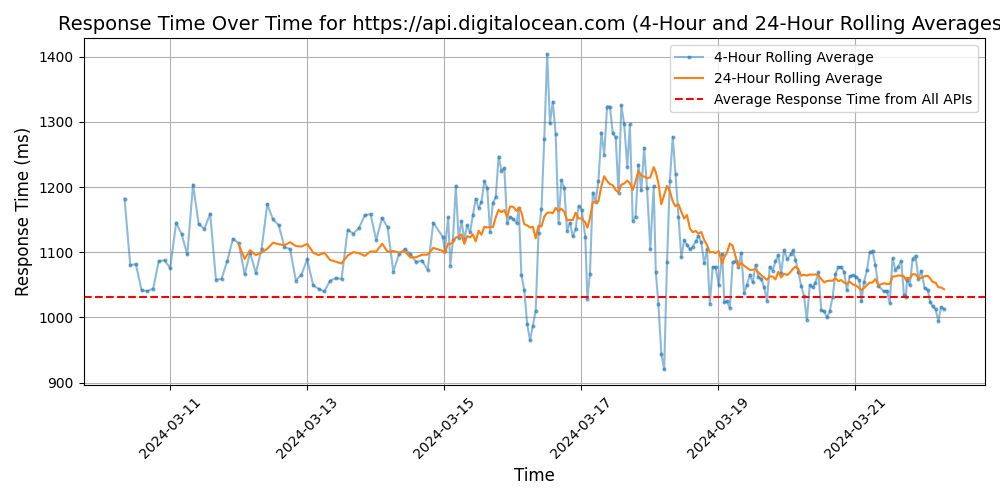 Response Time Over Time for https://api.digitalocean.com (4-Hour and 24-Hour Rolling Averages
4-Hour Rolling Average
24-Hour Rolling Average
Average Response Time from All APIs
Response Time (ms)
1400
1300
1200
1100
1000
900
2024-03-11
2024-03-13
2024-03-15
2024-03-17
2024-03-19
2024-03-21
Time